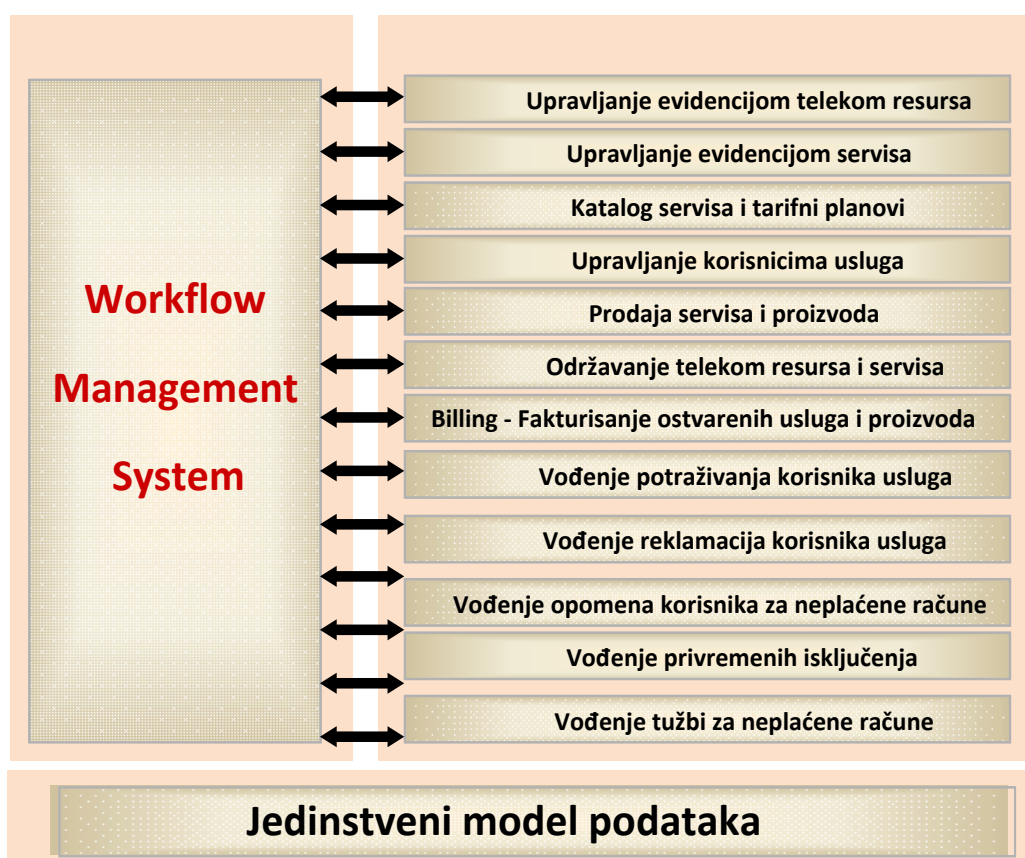 Workflow
Management
System
Upravljanje evidencijom telekom resursa
Upravljanje evidencijom servisa
Katalog servisa i tarifni planovi
Upravljanje korisnicima usluga
Prodaja servisa i proizvoda
Održavanje telekom resursa i servisa
Billing - Fakturisanje ostvarenih usluga i proizvoda
Vođenje potraživanja korisnika usluga
Vođenje reklamacija korisnika usluga
Vođenje opomena korisnika za neplaćene račune
Vođenje privremenih isključenja
Vođenje tužbi za neplaćene račune
Jedinstveni model podataka